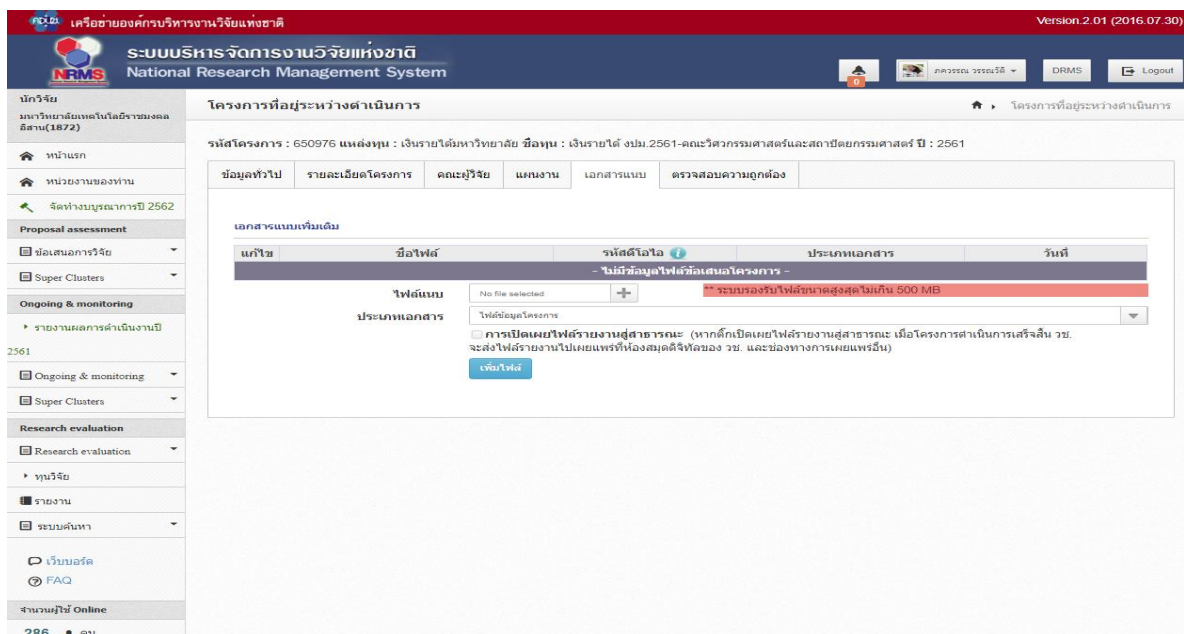 คอบช. เครือข่ายองค์กรบริหารงานวิจัยแห่งชาติ
Version.2.01 (2016.07.30)
NRMS
ระบบบริหารจัดการงานวิจัยแห่งชาติ
National Research Management System
0
ภควรรณ วรรณวัติ
DRMS
Logout
นักวิจัย
มหาวิทยาลัยเทคโนโลยีราชมงคล
อีสาน(1872)
หน้าแรก
หน่วยงานของท่าน
จัดทำงบบูรณาการปี 2562
Proposal assessment
ข้อเสนอการวิจัย
Super Clusters
Ongoing & monitoring
รายงานผลการดำเนินงานปี
2561
Ongoing & monitoring
Super Clusters
Research evaluation
Research evaluation
ทุนวิจัย
รายงาน
ระบบค้นหา
เว็บบอร์ด
FAQ
จำนวนผู้ใช้ Online
286 คน
โครงการที่อยู่ระหว่างดำเนินการ
โครงการที่อยู่ระหว่างดำเนินการ
รหัสโครงการ : 650976 แหล่งทุน : เงินรายได้มหาวิทยาลัย ชื่อทุน : เงินรายได้ งปม.2561-คณะวิศวกรรมศาสตร์และสถาปัตยกรรมศาสตร์ ปี : 2561
ข้อมูลทั่วไป รายละเอียดโครงการ คณะผู้วิจัย แผนงาน เอกสารแนบ ตรวจสอบความถูกต้อง
เอกสารแนบเพิ่มเติม
แก้ไข ชื่อไฟล์ รหัสดีโอไอ ประเภทเอกสาร วันที่
- ไม่มีข้อมูลไฟล์ข้อเสนอโครงการ -
ไฟล์แนบ No file selected ** ระบบรองรับไฟล์ขนาดสูงสุดไม่เกิน 500 MB
ประเภทเอกสาร ไฟล์ข้อมูลโครงการ
การเปิดเผยไฟล์รายงานสู่สาธารณะ (หากติ๊กเปิดเผยไฟล์รายงานสู่สาธารณะ เมื่อโครงการดำเนินการเสร็จสิ้น วช.
จะส่งไฟล์รายงานไปเผยแพร่ที่ห้องสมุดดิจิทัลของ วช. และช่องทางการเผยแพร่อื่น)
เพิ่มไฟล์